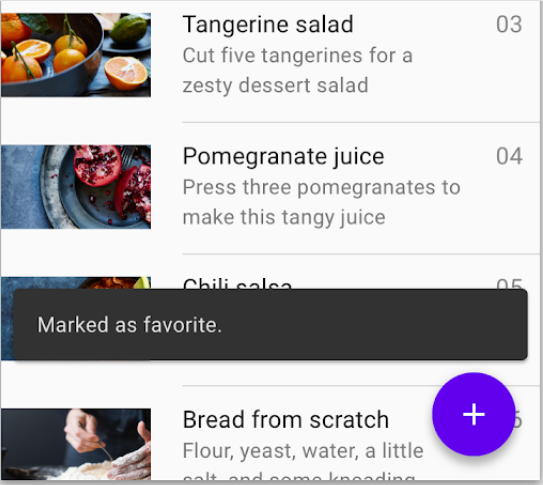 Tangerine salad 03
Cut five tangerines for a
zesty dessert salad
Pomegranate juice 04
Press three pomegranates to
make this tangy juice
Chili salsa 05
Marked as favorite.
Bread from scratch
Flour, yeast, water, a little
salt, and some kneading